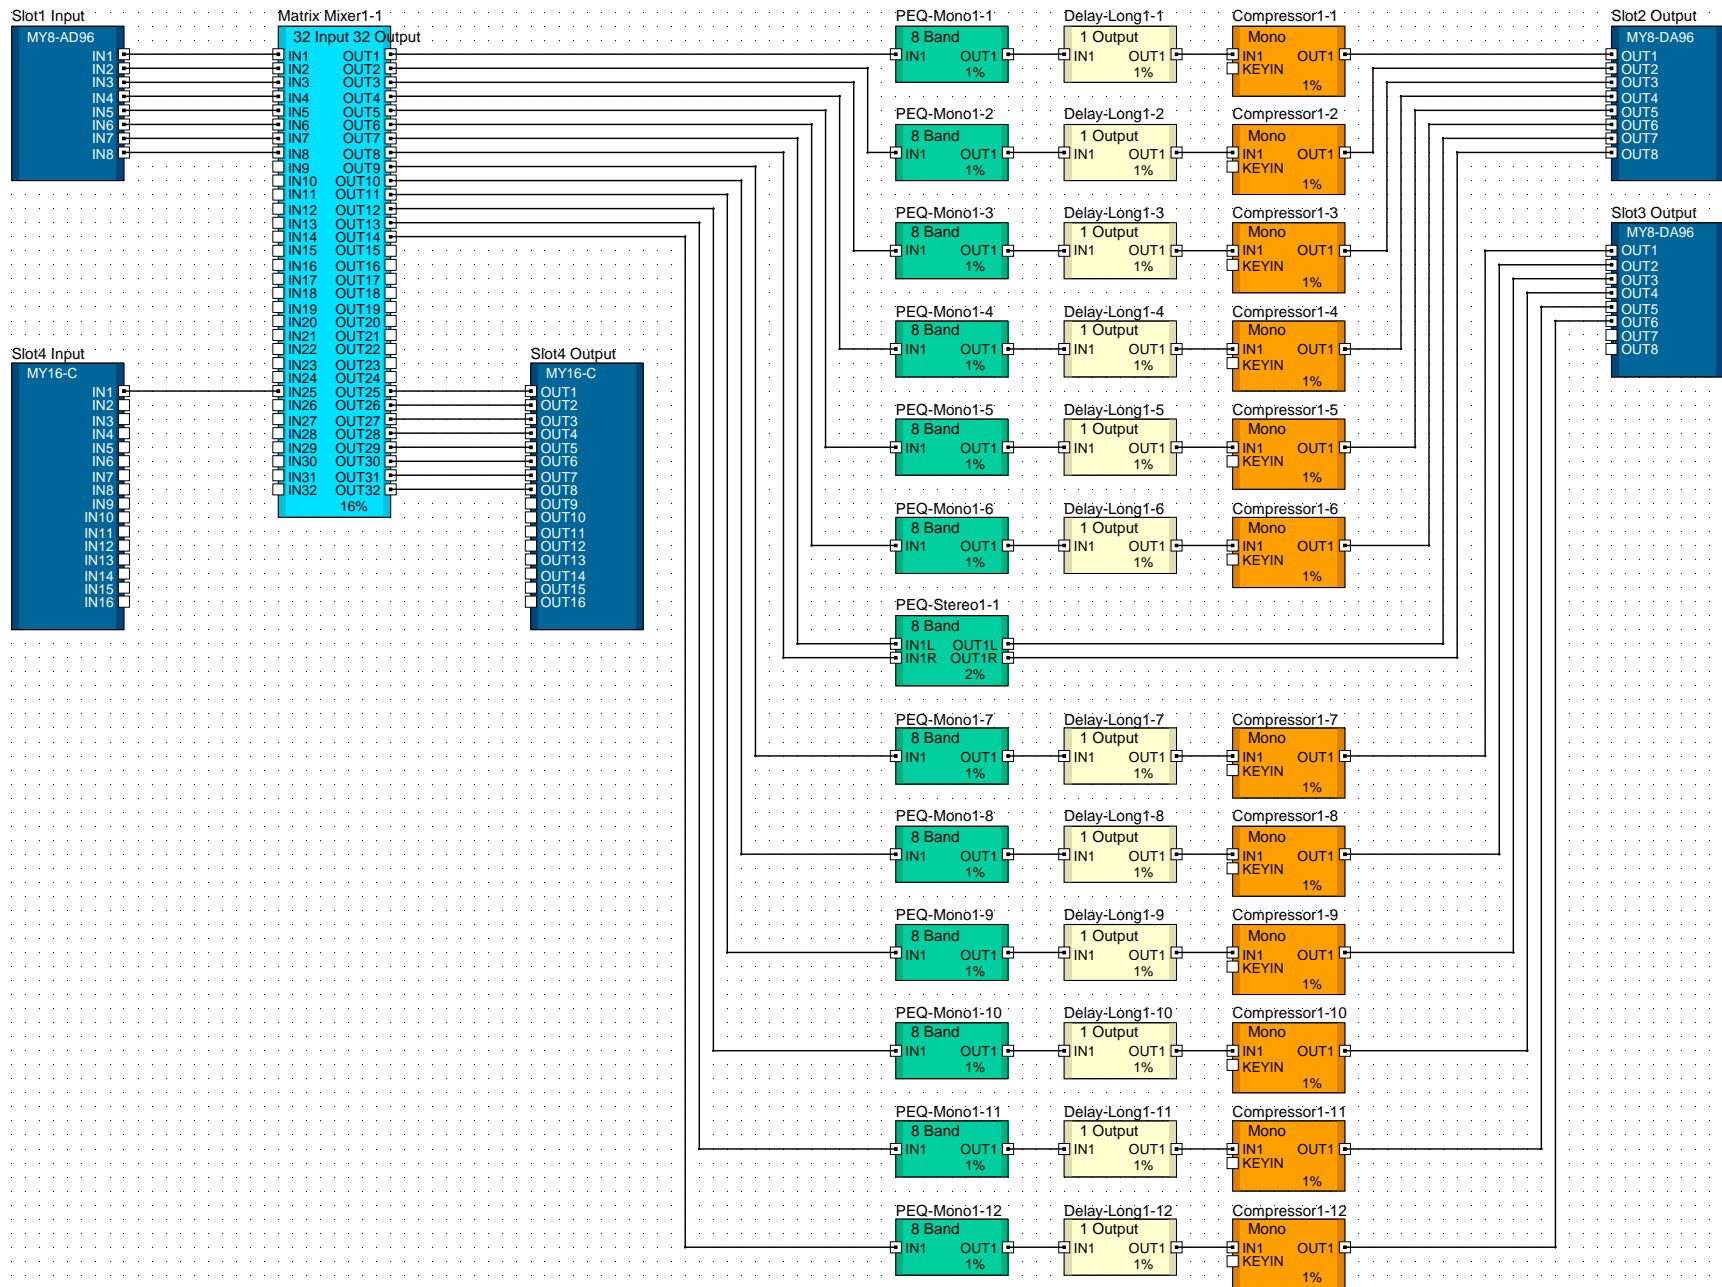 Slot1 Input
MY8-AD96
IN1
IN2
IN3
IN4
IN5
IN6
IN7
IN8
Matrix Mixer1-1
32 Input 32 Output
IN1 OUT1
IN2 OUT2
IN3 OUT3
IN4 OUT4
IN5 OUT5
IN6 OUT6
IN7 OUT7
IN8 OUT8
IN9 OUT9
IN10 OUT10
IN11 OUT11
IN12 OUT12
IN13 OUT13
IN14 OUT14
IN15 OUT15
IN16 OUT16
IN17 OUT17
IN18 OUT18
IN19 OUT19
IN20 OUT20
IN21 OUT21
IN22 OUT22
IN23 OUT23
IN24 OUT24
IN25 OUT25
IN26 OUT26
IN27 OUT27
IN28 OUT28
IN29 OUT29
IN30 OUT30
IN31 OUT31
IN32 OUT32
16%
Slot4 Input
MY16-C
IN1
IN2
IN3
IN4
IN5
IN6
IN7
IN8
IN9
IN10
IN11
IN12
IN13
IN14
IN15
IN16
Slot4 Output
MY16-C
OUT1
OUT2
OUT3
OUT4
OUT5
OUT6
OUT7
OUT8
OUT9
OUT10
OUT11
OUT12
OUT13
OUT14
OUT15
OUT16
PEQ-Mono1-1
8 Band
IN1 OUT1
1%
Delay-Long1-1
1 Output
IN1 OUT1
1%
Compressor1-1
Mono
IN1 OUT1
KEYIN
1%
PEQ-Mono1-2
8 Band
IN1 OUT1
1%
Delay-Long1-2
1 Output
IN1 OUT1
1%
Compressor1-2
Mono
IN1 OUT1
KEYIN
1%
PEQ-Mono1-3
8 Band
IN1 OUT1
1%
Delay-Long1-3
1 Output
IN1 OUT1
1%
Compressor1-3
Mono
IN1 OUT1
KEYIN
1%
PEQ-Mono1-4
8 Band
IN1 OUT1
1%
Delay-Long1-4
1 Output
IN1 OUT1
1%
Compressor1-4
Mono
IN1 OUT1
KEYIN
1%
PEQ-Mono1-5
8 Band
IN1 OUT1
1%
Delay-Long1-5
1 Output
IN1 OUT1
1%
Compressor1-5
Mono
IN1 OUT1
KEYIN
1%
PEQ-Mono1-6
8 Band
IN1 OUT1
1%
Delay-Long1-6
1 Output
IN1 OUT1
1%
Compressor1-6
Mono
IN1 OUT1
KEYIN
1%
PEQ-Stereo1-1
8 Band
IN1L OUT1L
IN1R OUT1R
2%
PEQ-Mono1-7
8 Band
IN1 OUT1
1%
Delay-Long1-7
1 Output
IN1 OUT1
1%
Compressor1-7
Mono
IN1 OUT1
KEYIN
1%
PEQ-Mono1-8
8 Band
IN1 OUT1
1%
Delay-Long1-8
1 Output
IN1 OUT1
1%
Compressor1-8
Mono
IN1 OUT1
KEYIN
1%
PEQ-Mono1-9
8 Band
IN1 OUT1
1%
Delay-Long1-9
1 Output
IN1 OUT1
1%
Compressor1-9
Mono
IN1 OUT1
KEYIN
1%
PEQ-Mono1-10
8 Band
IN1 OUT1
1%
Delay-Long1-10
1 Output
IN1 OUT1
1%
Compressor1-10
Mono
IN1 OUT1
KEYIN
1%
PEQ-Mono1-11
8 Band
IN1 OUT1
1%
Delay-Long1-11
1 Output
IN1 OUT1
1%
Compressor1-11
Mono
IN1 OUT1
KEYIN
1%
PEQ-Mono1-12
8 Band
IN1 OUT1
1%
Delay-Long1-12
1 Output
IN1 OUT1
1%
Compressor1-12
Mono
IN1 OUT1
KEYIN
1%
Slot2 Output
MY8-DA96
OUT1
OUT2
OUT3
OUT4
OUT5
OUT6
OUT7
OUT8
Slot3 Output
MY8-DA96
OUT1
OUT2
OUT3
OUT4
OUT5
OUT6
OUT7
OUT8